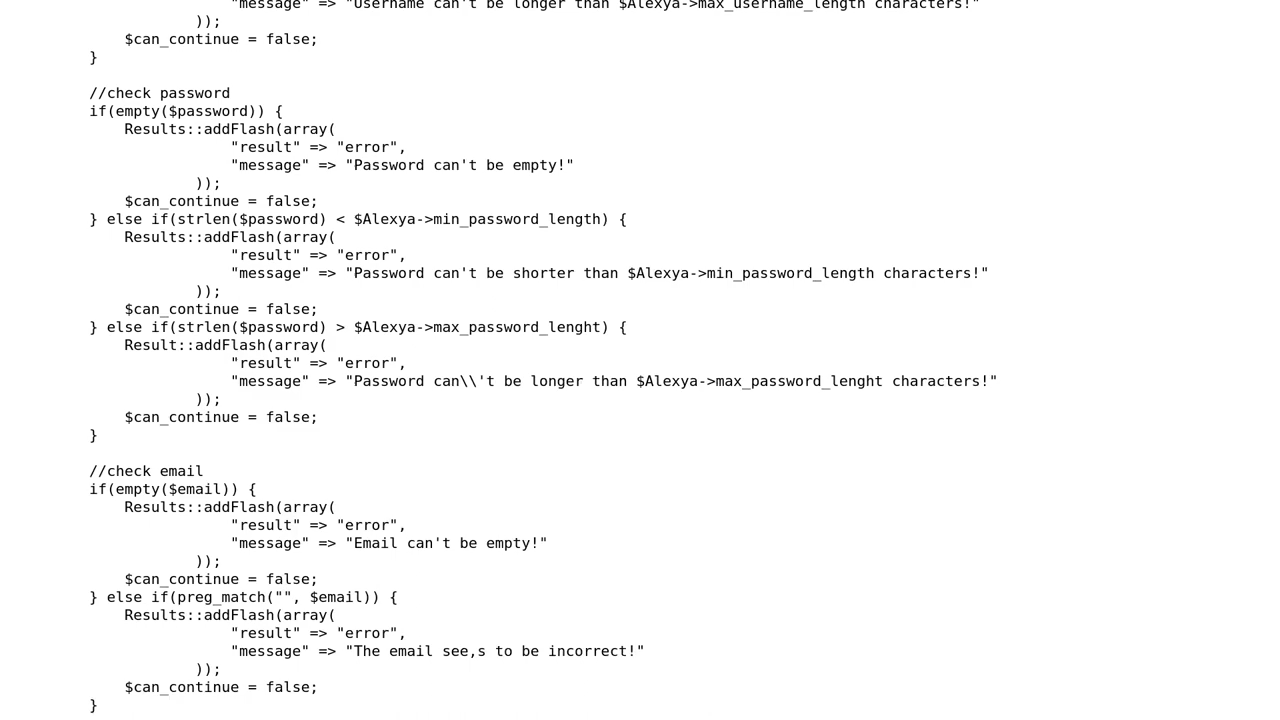 "message" => "Username can't be longer than $Alexya->max_username_length characters!"
));
$can_continue = false;
}
//check password
if(empty($password)) {
Results::addFlash(array(
"result" => "error",
"message" => "Password can't be empty!"
));
$can_continue = false;
} else if(strlen($password) < $Alexya->min_password_length) {
Results::addFlash(array(
"result" => "error",
"message" => "Password can't be shorter than $Alexya->min_password_length characters!"
));
$can_continue = false;
} else if(strlen($password) > $Alexya->max_password_lenght) {
Result::addFlash(array(
"result" => "error",
"message" => "Password can\\'t be longer than $Alexya->max_password_lenght characters!"
));
$can_continue = false;
}
//check email
if(empty($email)) {
Results::addFlash(array(
"result" => "error",
"message" => "Email can't be empty!"
));
$can_continue = false;
} else if(preg_match("", $email)) {
Results::addFlash(array(
"result" => "error",
"message" => "The email see,s to be incorrect!"
));
$can_continue = false;
}